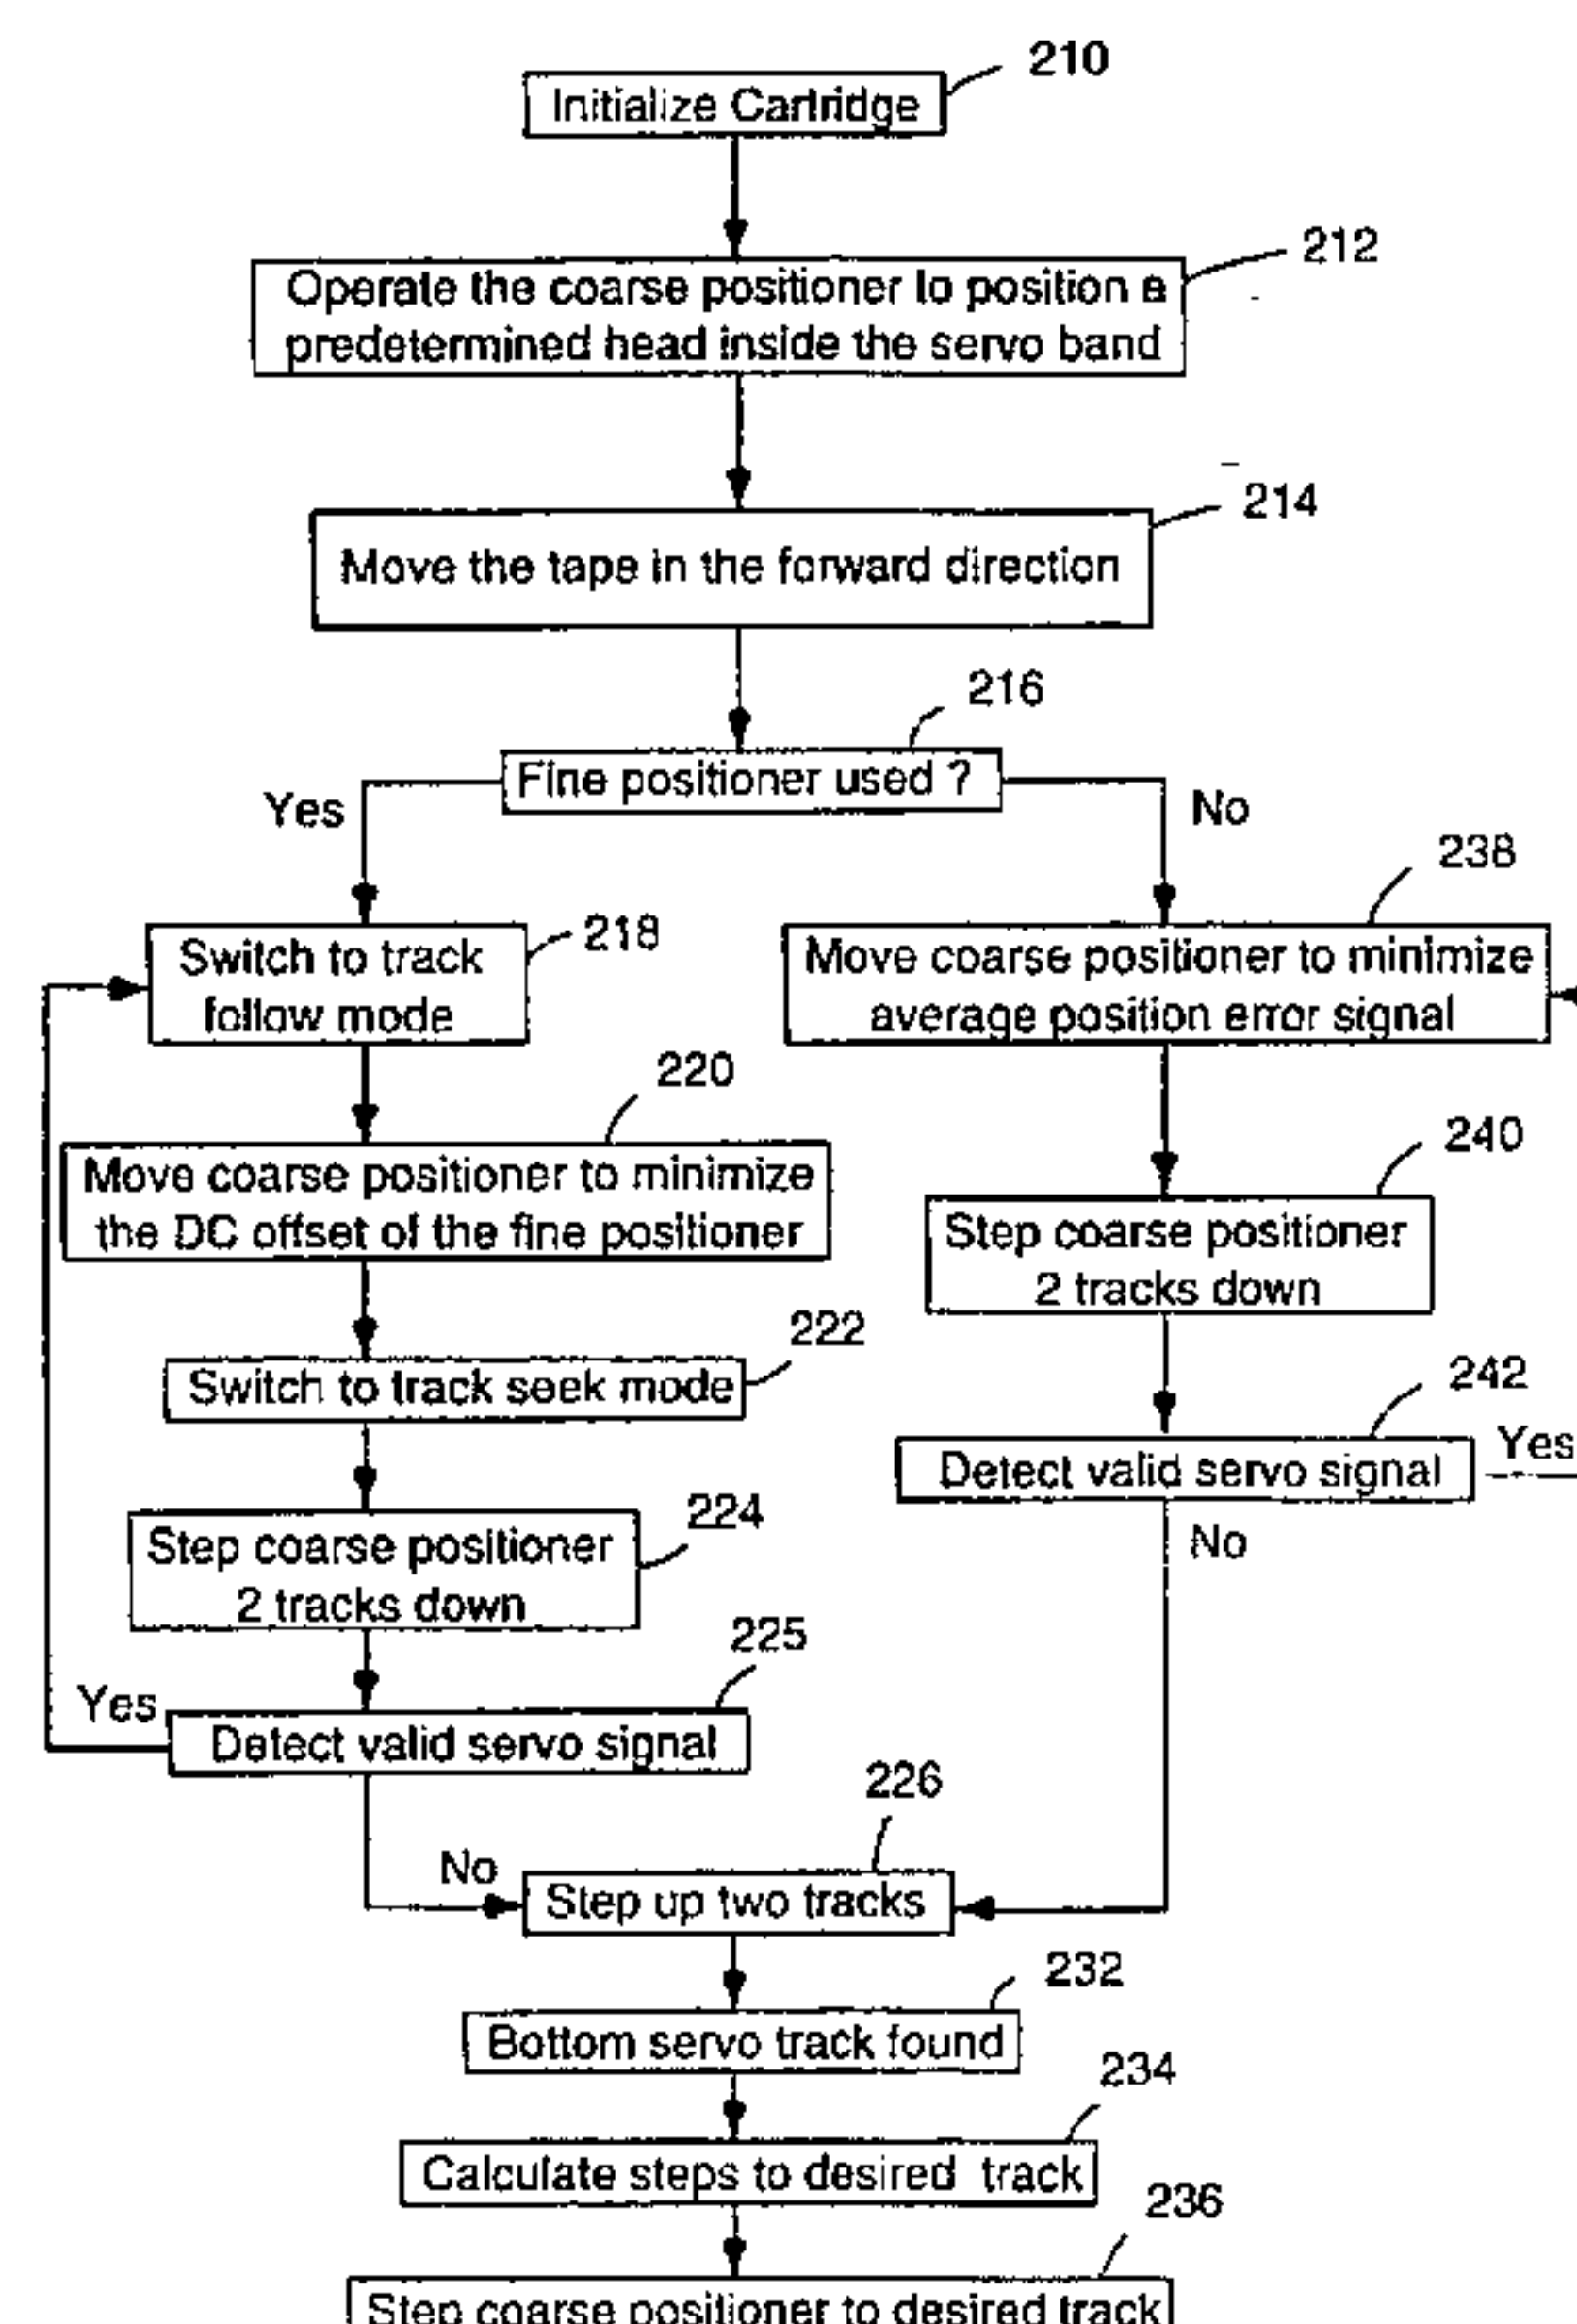 210
Initialize Cartridge
212
Operate the coarse positioner to position a
predetermined head inside the servo band
214
Move the tape in the forward direction
216
Fine positioner used ?
Yes
No
238
218
Switch to track
follow mode
Move coarse positioner to minimize
average position error signal
220
Move coarse positioner to minimize
the DC offset of the fine positioner
240
Step coarse positioner
2 tracks down
222
Switch to track seek mode
242
Detect valid servo signal
Yes
No
224
Step coarse positioner
2 tracks down
225
Yes
Detect valid servo signal
226
No
Step up two tracks
232
Bottom servo track found
234
Calculate steps to desired track
236
Step coarse positioner to desired track